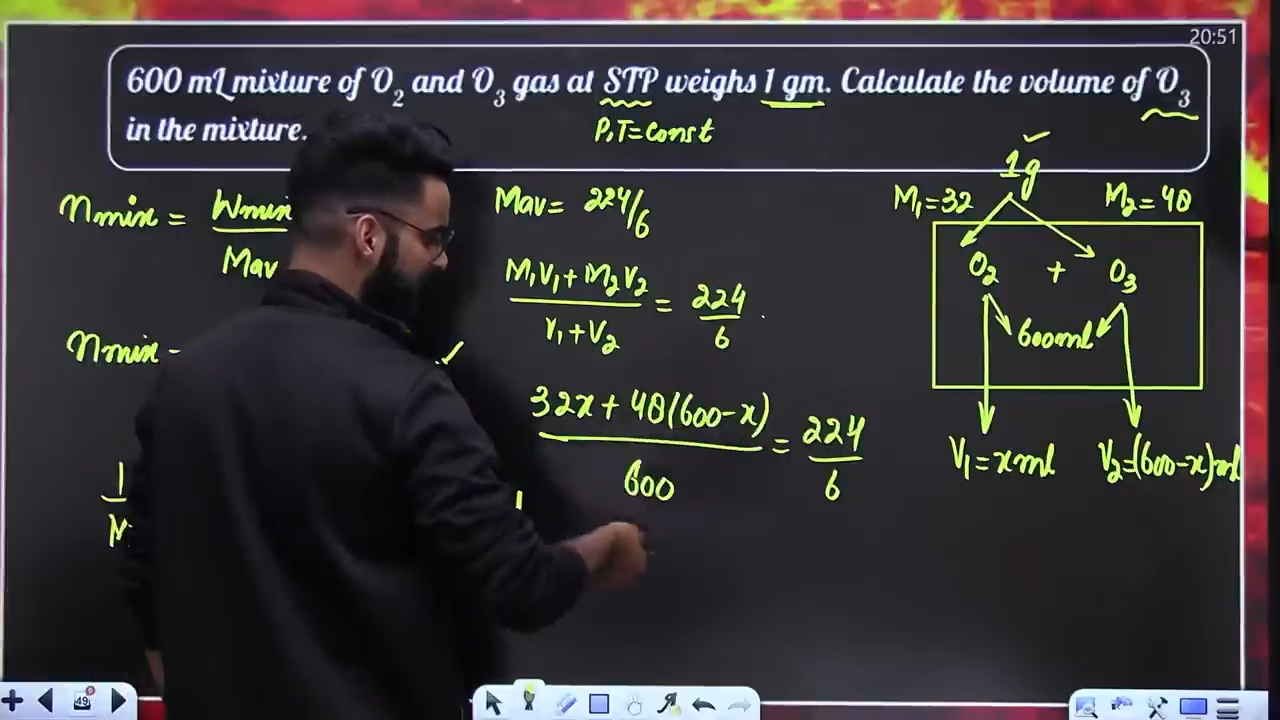 20:51
600 mL mixture of O₂ and O₃ gas at STP weighs 1 gm. Calculate the volume of O₃
in the mixture.
P,T=Const
1g
nmix = Wmix
Mav
Mav = 224/6
M₁=32
M₂=48
M₁V₁+M₂V₂ = 224
V₁+V₂
6
O₂ + O₃
600ml
nmix -
32x+48(600-x) = 224
600
6
V₁=xml
V₂=(600-x)ml
1
M
49